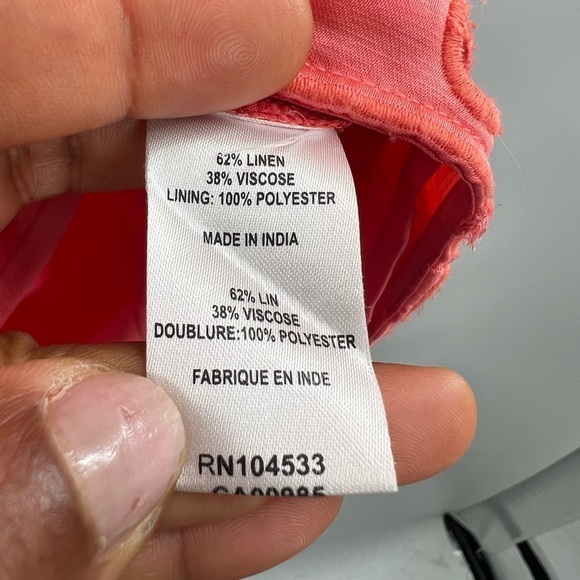 62% LINEN
38% VISCOSE
LINING: 100% POLYESTER
MADE IN INDIA
62% LIN
38% VISCOSE
DOUBLURE:100% POLYESTER
FABRIQUE EN INDE
RN104533